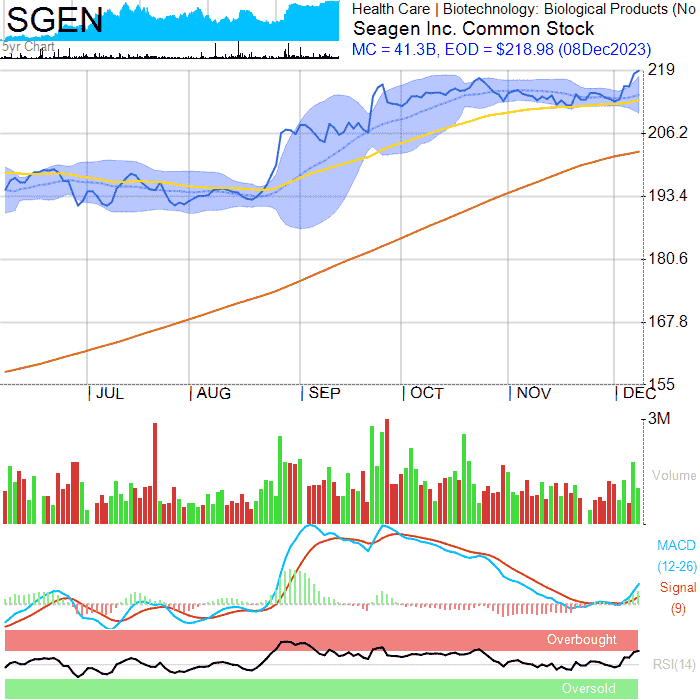 SGEN
5yr Chart
Health Care | Biotechnology: Biological Products (No
Seagen Inc. Common Stock
MC = 41.3B, EOD = $218.98 (08Dec2023)
219
206.2
193.4
180.6
167.8
155
JUL AUG SEP OCT NOV DEC
3M
Volume
MACD
(12-26)
Signal
(9)
Overbought
RSI(14)
Oversold